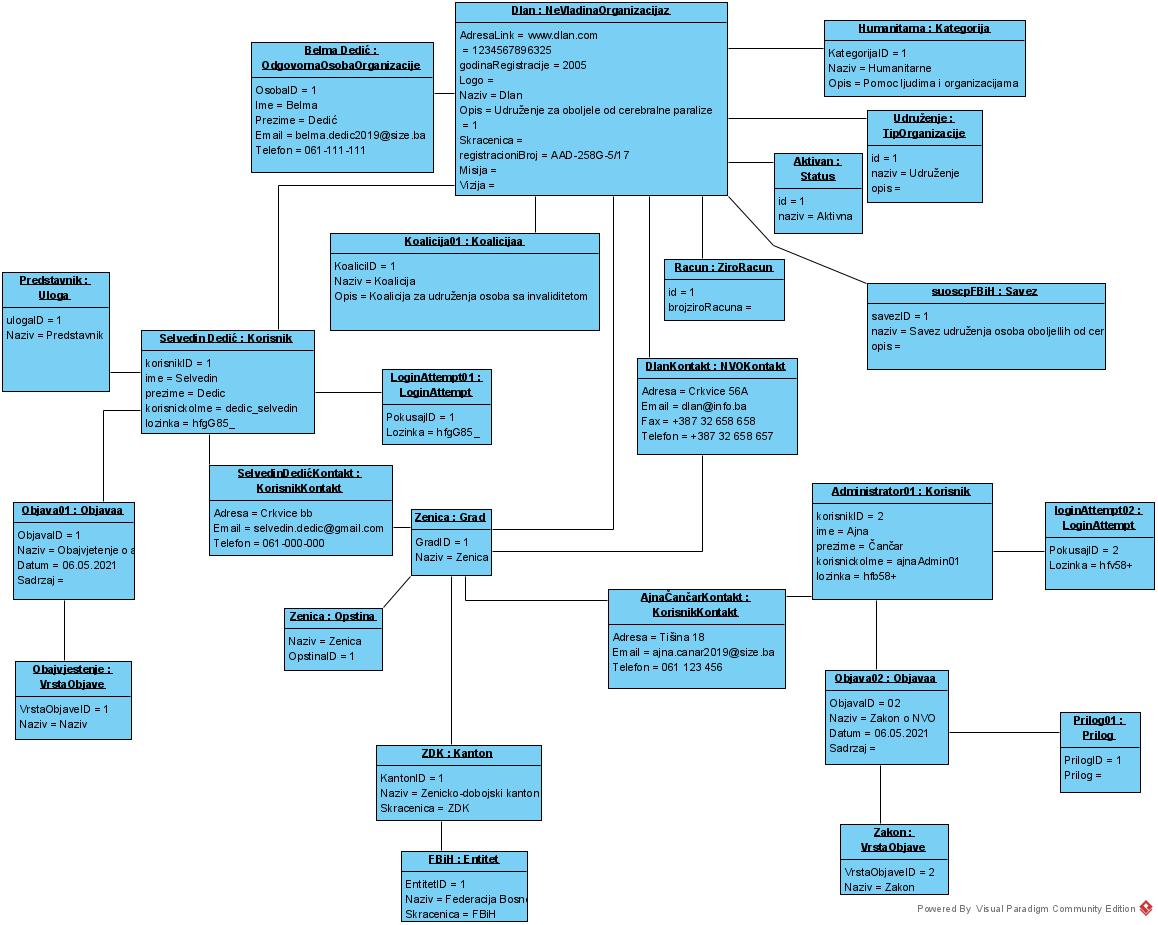 Dlan : NeVladinaOrganizacijaz
AdresaLink = www.dlan.com
= 1234567896325
godinaRegistracije = 2005
Logo =
Naziv = Dlan
Opis = Udruženje za oboljele od cerebralne paralize
= 1
Skracenica =
registracioniBroj = AAD-258G-5/17
Misija =
Vizija =
Belma Dedić :
OdgovornaOsobaOrganizacije
OsobaID = 1
Ime = Belma
Prezime = Dedić
Email = belma.dedic2019@size.ba
Telefon = 061-111-111
Humanitarna : Kategorija
KategorijaID = 1
Naziv = Humanitarne
Opis = Pomoc ljudima i organizacijama
Udruženje :
TipOrganizacije
id = 1
naziv = Udruženje
opis =
Aktivan :
Status
id = 1
naziv = Aktivna
Koalicija01 : Koalicijaa
KoaliciID = 1
Naziv = Koalicija
Opis = Koalicija za udruženja osoba sa invaliditetom
Racun : ZiroRacun
id = 1
brojziroRacuna =
suoscpFBiH : Savez
savezID = 1
naziv = Savez udruženja osoba oboljellih od cer
opis =
Predstavnik :
Uloga
ulogaID = 1
Naziv = Predstavnik
Selvedin Dedić : Korisnik
korisnikID = 1
ime = Selvedin
prezime = Dedic
korisnickoIme = dedic_selvedin
lozinka = hfgG85_
LoginAttempt01 :
LoginAttempt
PokusajID = 1
Lozinka = hfgG85_
DlanKontakt : NVOKontakt
Adresa = Crkvice 56A
Email = dlan@info.ba
Fax = +387 32 658 658
Telefon = +387 32 658 657
SelvedinDedićKontakt :
KorisnikKontakt
Adresa = Crkvice bb
Email = selvedin.dedic@gmail.com
Telefon = 061-000-000
Zenica : Grad
GradID = 1
Naziv = Zenica
Objava01 : Objavaa
ObjavaID = 1
Naziv = Obajvjetenje o a
Datum = 06.05.2021
Sadrzaj =
Administrator01 : Korisnik
korisnikID = 2
ime = Ajna
prezime = Čančar
korisnickoIme = ajnaAdmin01
lozinka = hfb58+
loginAttempt02 :
LoginAttempt
PokusajID = 2
Lozinka = hfv58+
Zenica : Opstina
Naziv = Zenica
OpstinaID = 1
AjnaČančarKontakt :
KorisnikKontakt
Adresa = Tišina 18
Email = ajna.canar2019@size.ba
Telefon = 061 123 456
Obajvjestenje :
VrstaObjave
VrstaObjaveID = 1
Naziv = Naziv
Objava02 : Objavaa
ObjavaID = 02
Naziv = Zakon o NVO
Datum = 06.05.2021
Sadrzaj =
Prilog01 :
Prilog
PrilogID = 1
Prilog =
ZDK : Kanton
KantonID = 1
Naziv = Zenicko-dobojski kanton
Skracenica = ZDK
Zakon :
VrstaObjave
VrstaObjaveID = 2
Naziv = Zakon
FBiH : Entitet
EntitetID = 1
Naziv = Federacija Bosn
Skracenica = FBiH
Powered By Visual Paradigm Community Edition